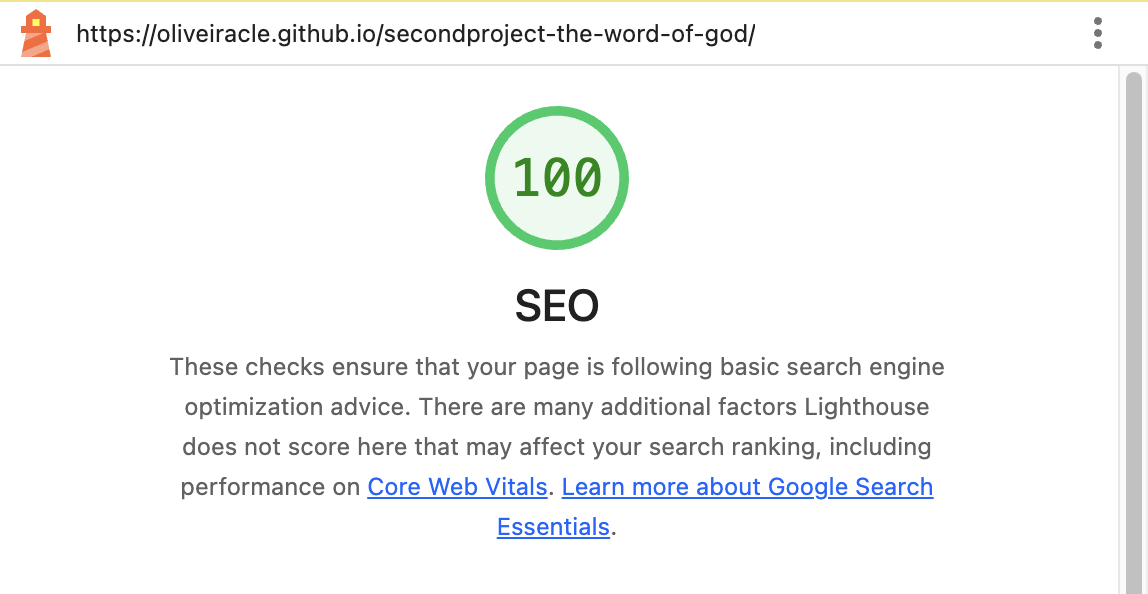 https://oliveiracle.github.io/secondproject-the-word-of-god/
100
SEO
These checks ensure that your page is following basic search engine
optimization advice. There are many additional factors Lighthouse
does not score here that may affect your search ranking, including
performance on Core Web Vitals. Learn more about Google Search
Essentials.